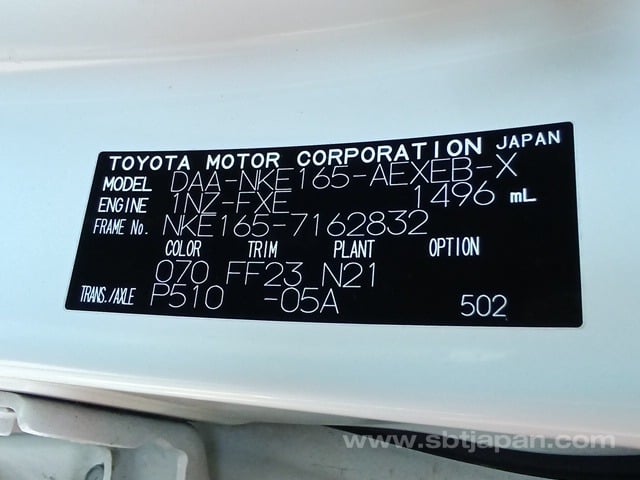 TOYOTA MOTOR CORPORATION JAPAN
MODEL DAA-NKE165-AEXEB-X
ENGINE 1NZ-FXE 1496 mL
FRAME No. NKE165-7162832
COLOR TRIM PLANT OPTION
070 FF23 N21
TRANS./AXLE P510 -05A 502
www.sbtjapan.com